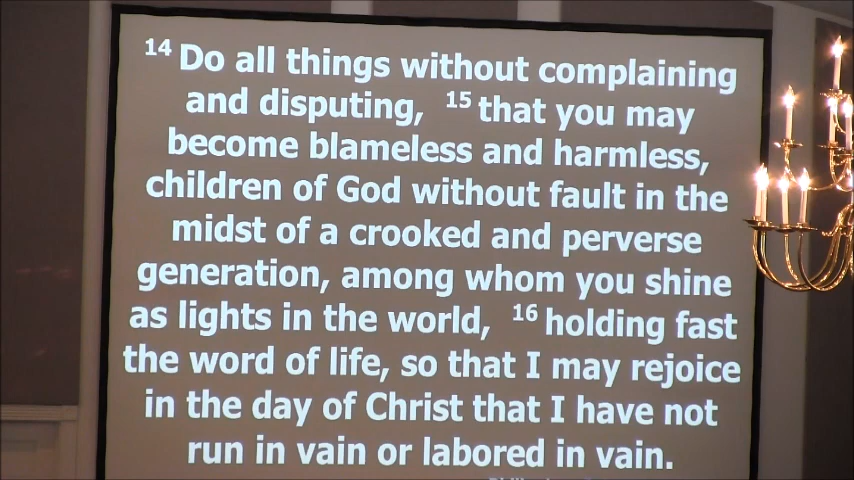 14 Do all things without complaining
and disputing, 15 that you may
become blameless and harmless,
children of God without fault in the
midst of a crooked and perverse
generation, among whom you shine
as lights in the world, 16 holding fast
the word of life, so that I may rejoice
in the day of Christ that I have not
run in vain or labored in vain.